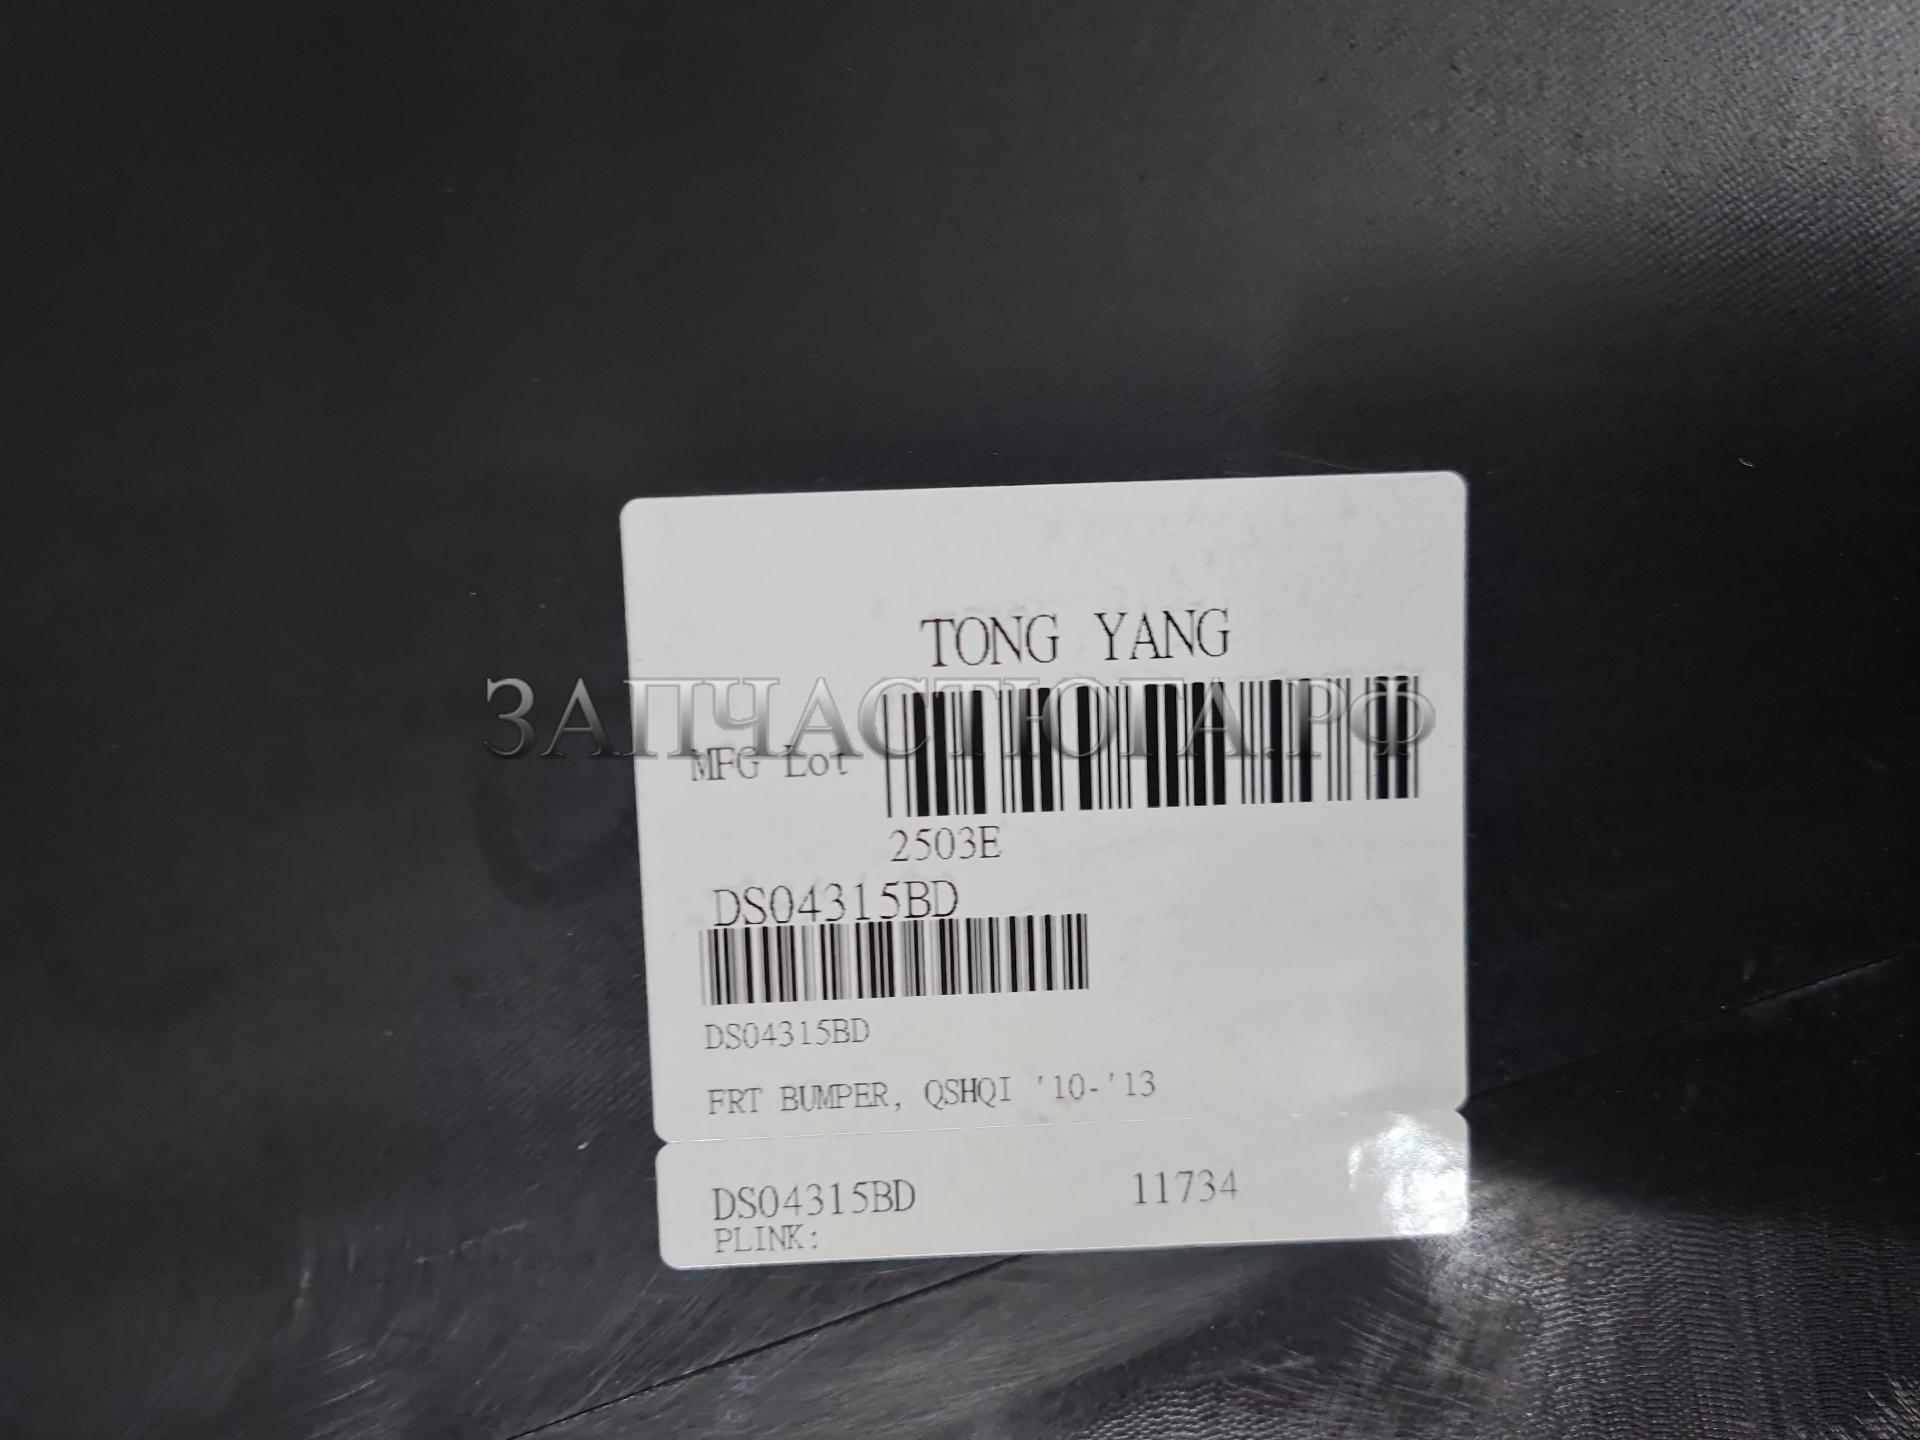 TONG YANG
ЗАПЧАСТЮГА.РФ
MFG Lot
2503E
DS04315BD
DS04315BD
FRT BUMPER, QSHQI '10-'13
DS04315BD 11734
PLINK: